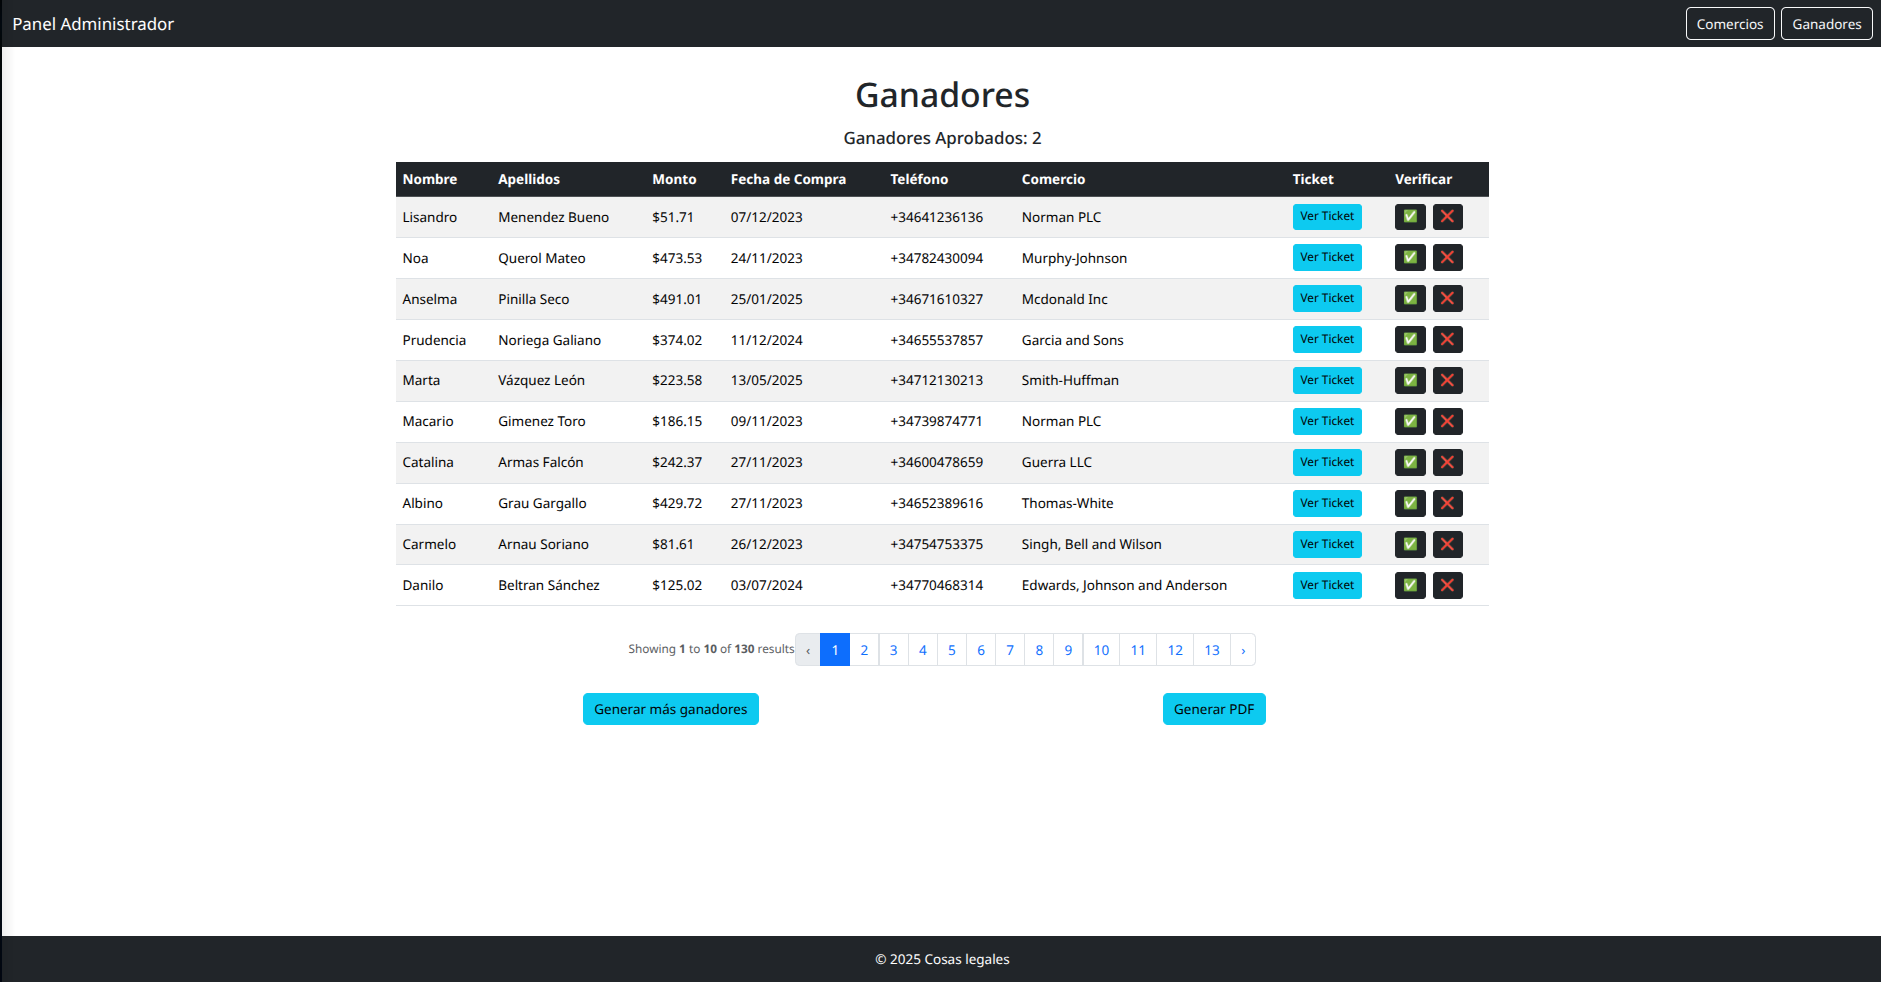 Panel Administrador Comercios Ganadores
Ganadores
Ganadores Aprobados: 2
Nombre Apellidos Monto Fecha de Compra Teléfono Comercio Ticket Verificar
Lisandro Menendez Bueno $51.71 07/12/2023 +34641236136 Norman PLC Ver Ticket
Noa Querol Mateo $473.53 24/11/2023 +34782430094 Murphy-Johnson Ver Ticket
Anselma Pinilla Seco $491.01 25/01/2025 +34671610327 Mcdonald Inc Ver Ticket
Prudencia Noriega Galiano $374.02 11/12/2024 +34655537857 Garcia and Sons Ver Ticket
Marta Vázquez León $223.58 13/05/2025 +34712130213 Smith-Huffman Ver Ticket
Macario Gimenez Toro $186.15 09/11/2023 +34739874771 Norman PLC Ver Ticket
Catalina Armas Falcón $242.37 27/11/2023 +34600478659 Guerra LLC Ver Ticket
Albino Grau Gargallo $429.72 27/11/2023 +34652389616 Thomas-White Ver Ticket
Carmelo Arnau Soriano $81.61 26/12/2023 +34754753375 Singh, Bell and Wilson Ver Ticket
Danilo Beltran Sánchez $125.02 03/07/2024 +34770468314 Edwards, Johnson and Anderson Ver Ticket
Showing 1 to 10 of 130 results ‹ 1 2 3 4 5 6 7 8 9 10 11 12 13 ›
Generar más ganadores Generar PDF
© 2025 Cosas legales